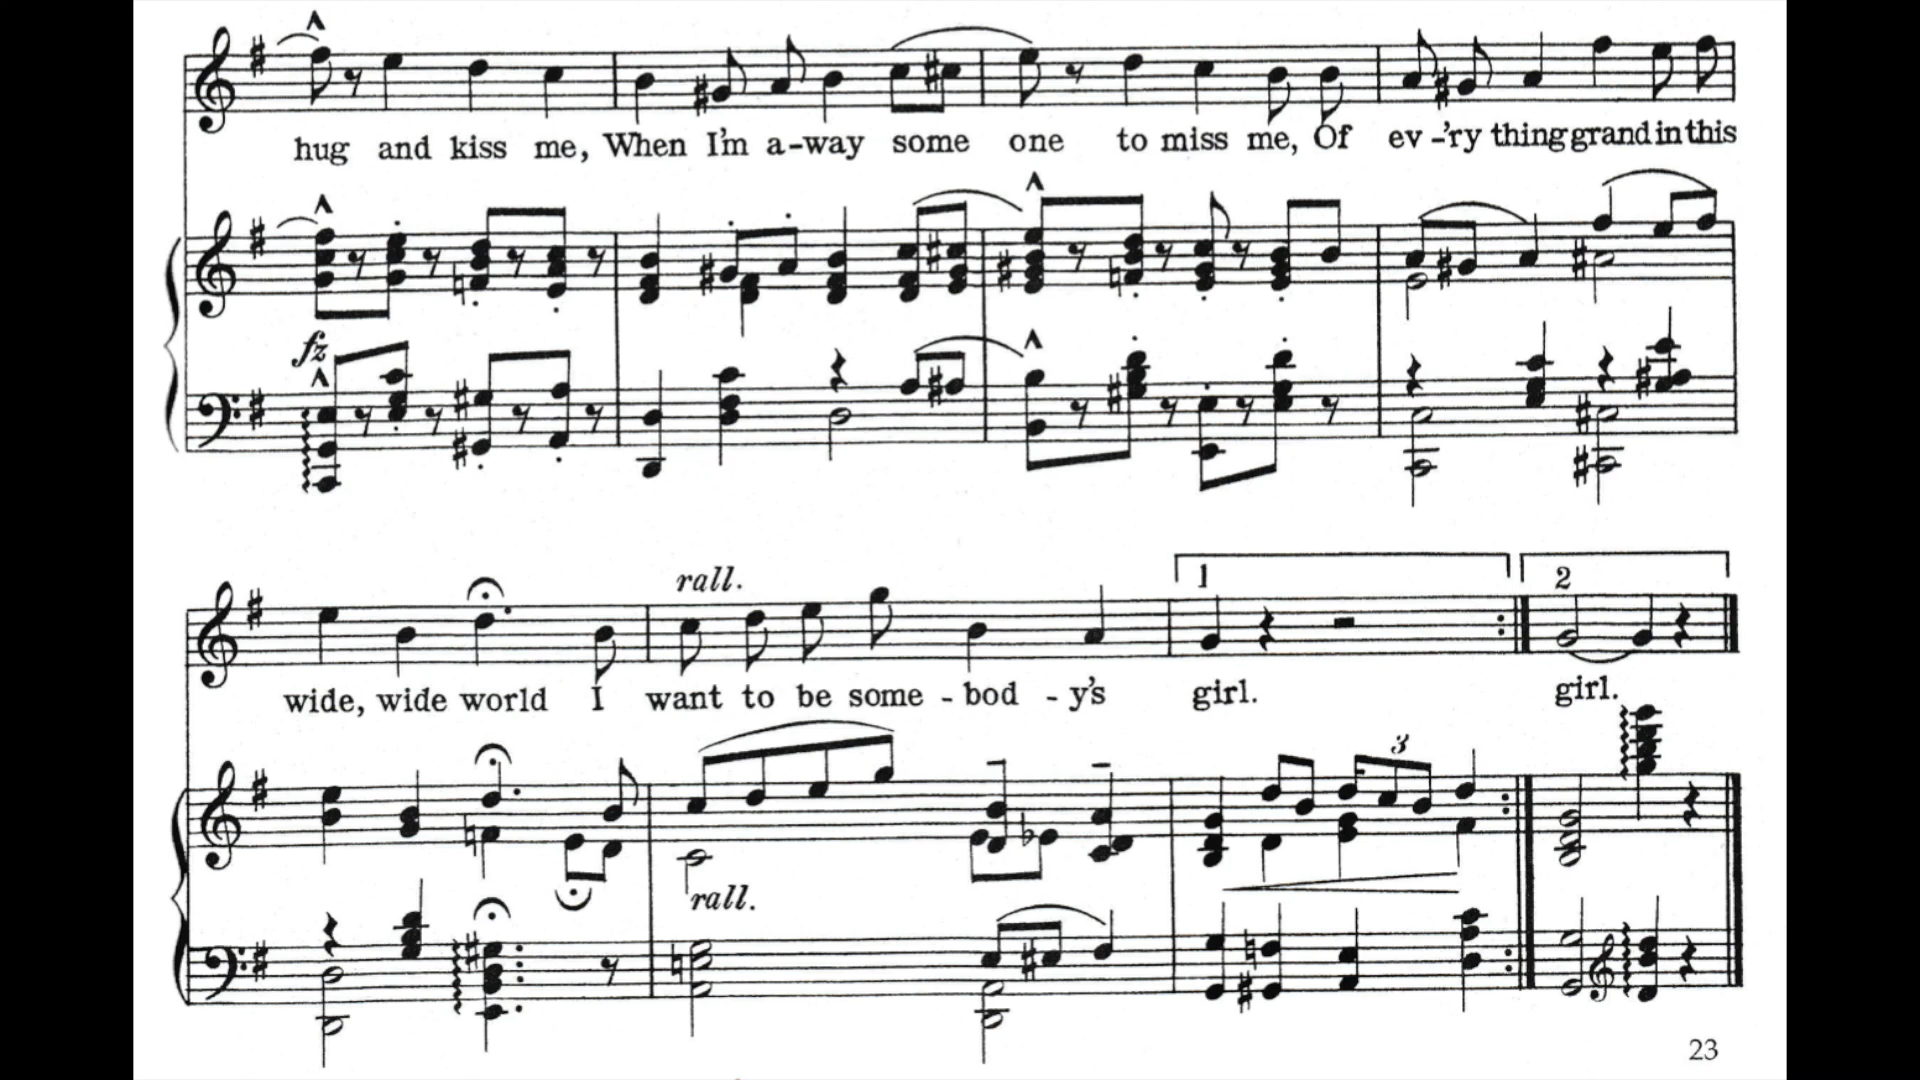 hug and kiss me, When I'm a-way some one to miss me, Of ev-'ry thing grand in this
fz
rall.
1
2
wide, wide world I want to be some - bod - y's girl. girl.
3
rall.
23